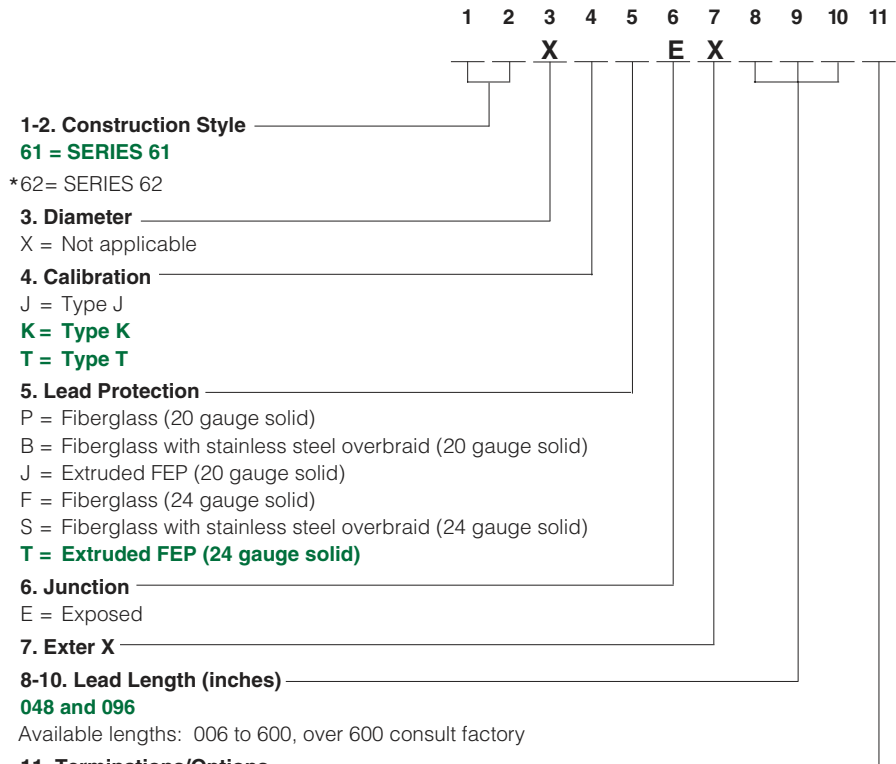 1 2 3 4 5 6 7 8 9 10 11
X E X
1-2. Construction Style
61 = SERIES 61
*62= SERIES 62
3. Diameter
X = Not applicable
4. Calibration
J = Type J
K = Type K
T = Type T
5. Lead Protection
P = Fiberglass (20 gauge solid)
B = Fiberglass with stainless steel overbraid (20 gauge solid)
J = Extruded FEP (20 gauge solid)
F = Fiberglass (24 gauge solid)
S = Fiberglass with stainless steel overbraid (24 gauge solid)
T = Extruded FEP (24 gauge solid)
6. Junction
E = Exposed
7. Exter X
8-10. Lead Length (inches)
048 and 096
Available lengths: 006 to 600, over 600 consult factory
11. Terminations/Options